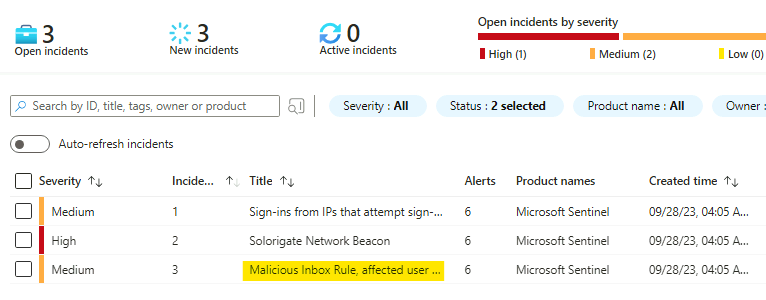 3
Open incidents
3
New incidents
0
Active incidents
Open incidents by severity
High (1) Medium (2) Low (0)
Search by ID, title, tags, owner or product
Severity : All
Status : 2 selected
Product name : All
Owner :
Auto-refresh incidents
Severity Incide... Title Alerts Product names Created time
Medium 1 Sign-ins from IPs that attempt sign-... 6 Microsoft Sentinel 09/28/23, 04:05 A...
High 2 Solorigate Network Beacon 6 Microsoft Sentinel 09/28/23, 04:05 A...
Medium 3 Malicious Inbox Rule, affected user ... 6 Microsoft Sentinel 09/28/23, 04:05 A...